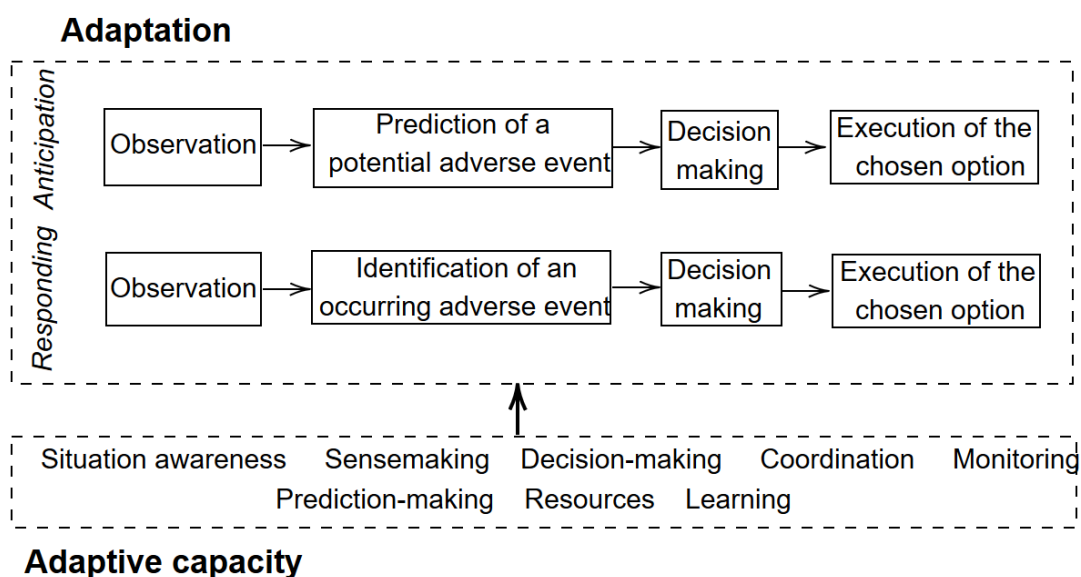 Adaptation
Anticipation
Observation
Prediction of a
potential adverse event
Decision
making
Execution of the
chosen option
Responding
Observation
Identification of an
occurring adverse event
Decision
making
Execution of the
chosen option
Situation awareness Sensemaking Decision-making Coordination Monitoring
Prediction-making Resources Learning
Adaptive capacity